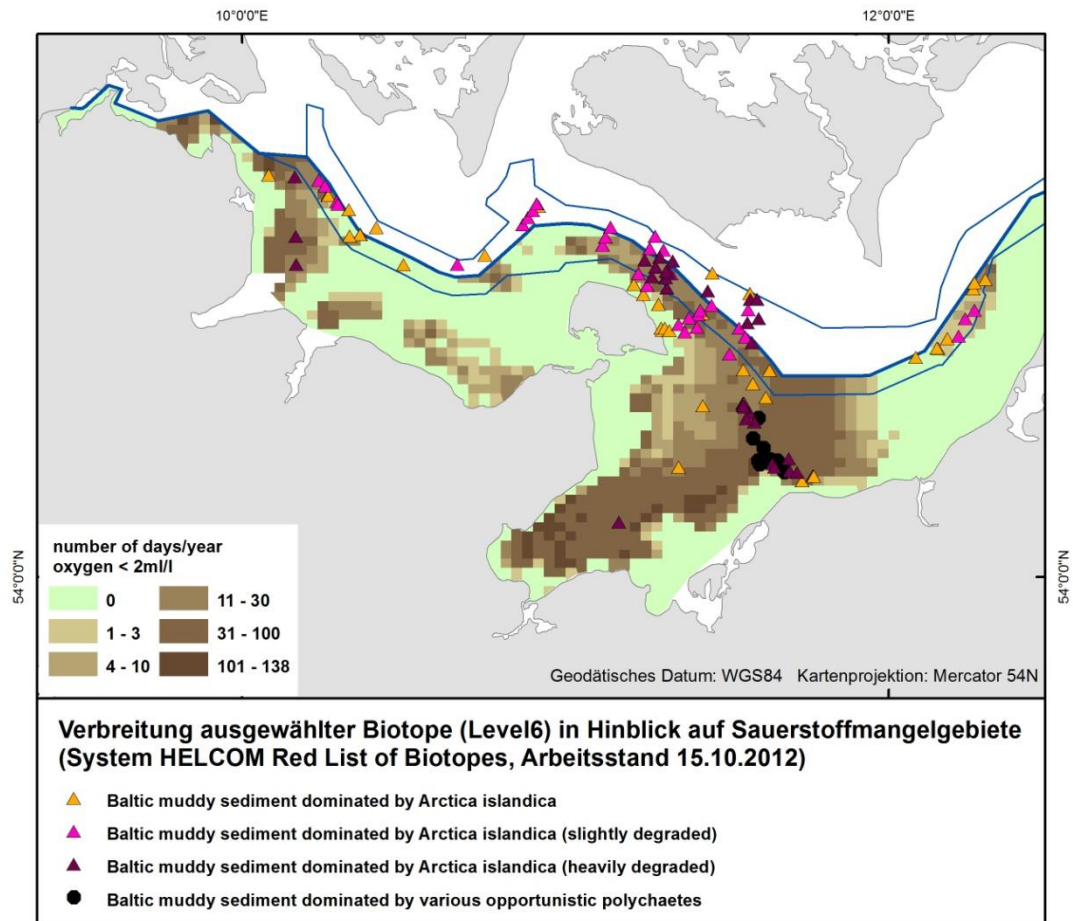 10°0'0"E
12°0'0"E
54°0'0"N
54°0'0"N
number of days/year
oxygen < 2ml/l
0
11 - 30
1 - 3
31 - 100
4 - 10
101 - 138
Geodätisches Datum: WGS84 Kartenprojektion: Mercator 54N
Verbreitung ausgewählter Biotope (Level6) in Hinblick auf Sauerstoffmangelgebiete
(System HELCOM Red List of Biotopes, Arbeitsstand 15.10.2012)
Baltic muddy sediment dominated by Arctica islandica
Baltic muddy sediment dominated by Arctica islandica (slightly degraded)
Baltic muddy sediment dominated by Arctica islandica (heavily degraded)
Baltic muddy sediment dominated by various opportunistic polychaetes